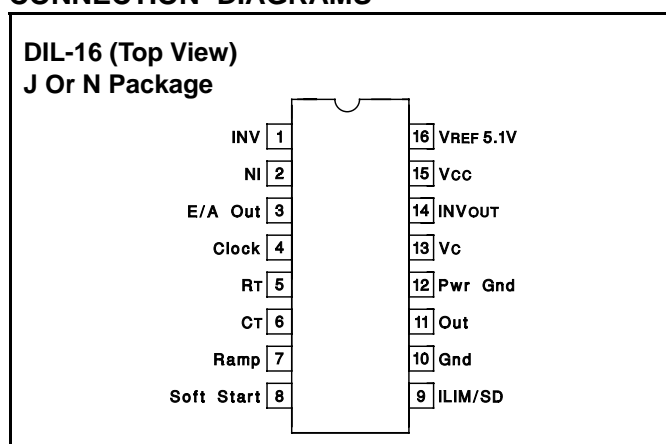 CONNECTION DIAGRAMS
DIL-16 (Top View)
J Or N Package
INV 1
NI 2
E/A Out 3
Clock 4
RT 5
CT 6
Ramp 7
Soft Start 8
16 VREF 5.1V
15 VCC
14 INVOUT
13 VC
12 Pwr Gnd
11 Out
10 Gnd
9 ILIM/SD